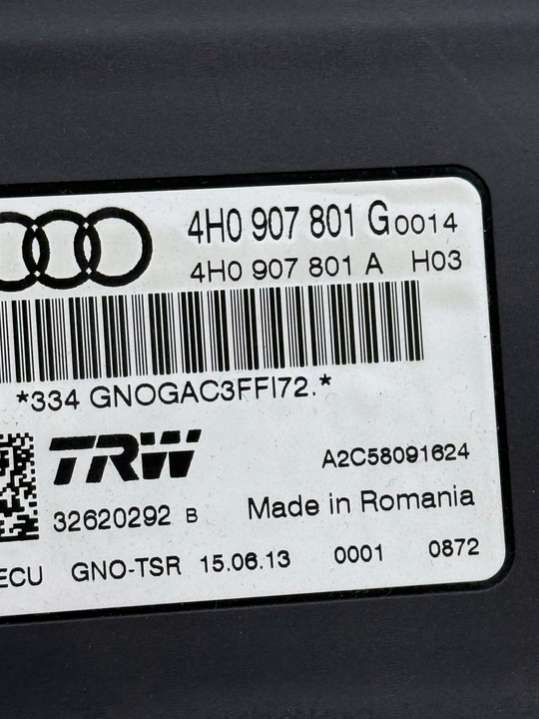 4H0 907 801 G 0014
4H0 907 801 A H03
*334 GNOGAC3FFI72.*
TRW
A2C58091624
32620292 B
Made in Romania
ECU GNO-TSR 15.06.13 0001 0872